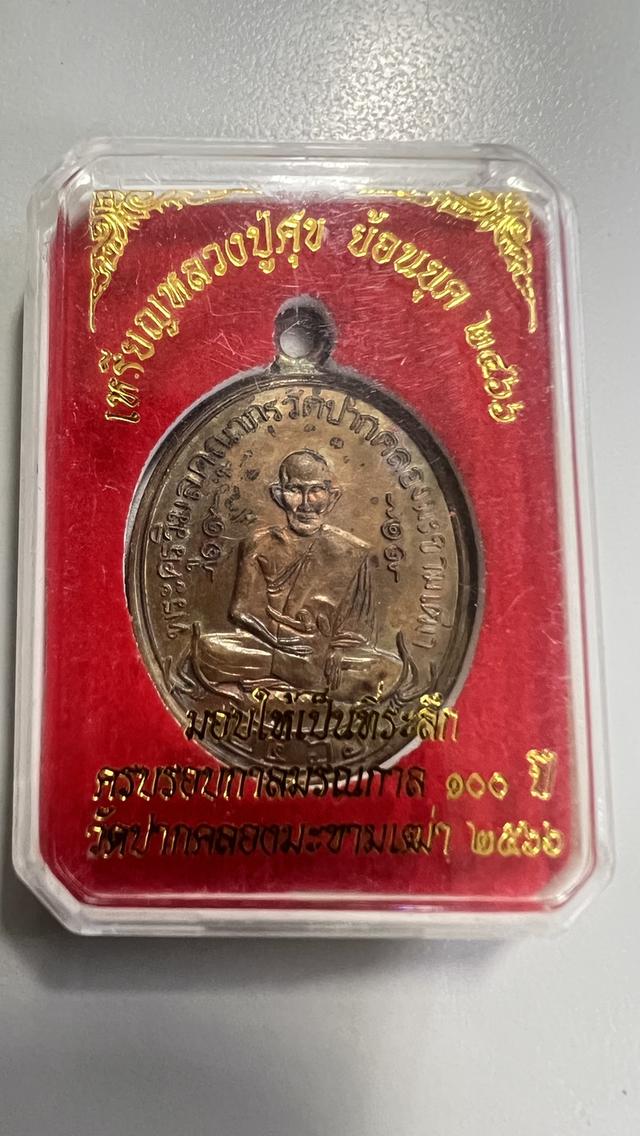 เหรียญหลวงปู่ศุข ย้อนยุค ๒๔๖๖
พระครูวิมลคุณากรวัดปากคลองมะขามเฒ่า
มอบให้เป็นที่ระลึก
ครบรอบกาลมรณกาล ๑๐๐ ปี
วัดปากคลองมะขามเฒ่า ๒๕๖๖